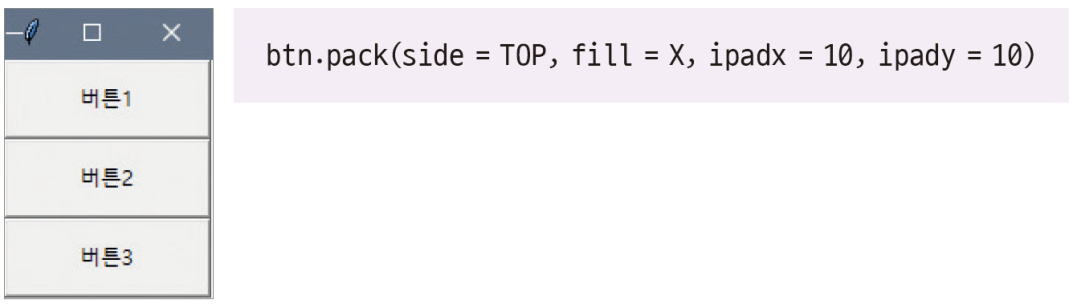 btn.pack(side = TOP, fill = X, ipadx = 10, ipady = 10)
버튼1
버튼2
버튼3